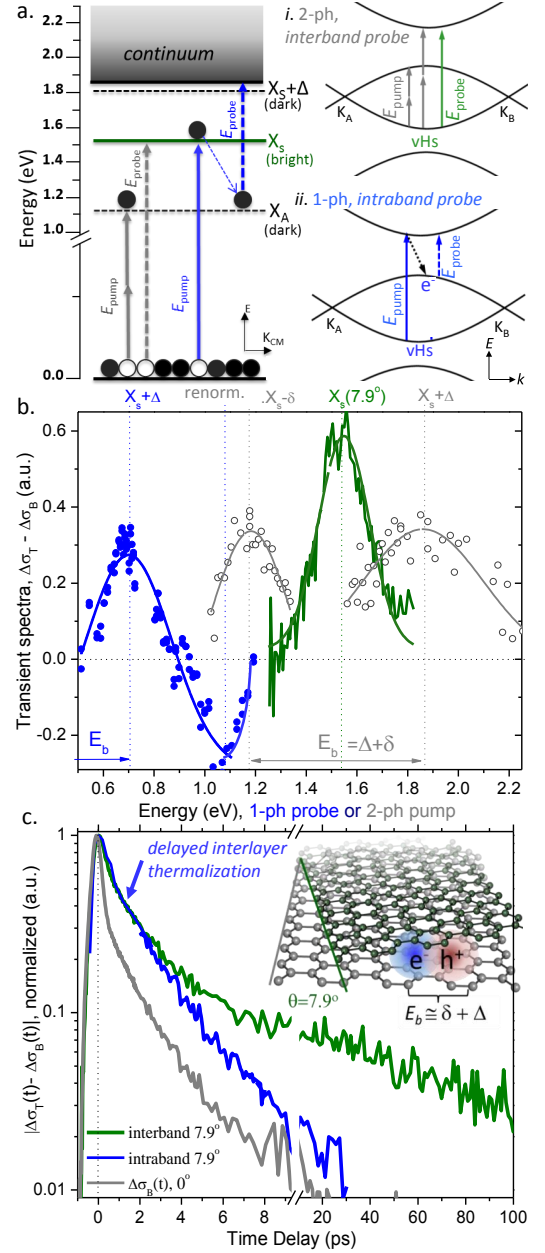 a.
Energy (eV)
2.0
1.8
1.6
1.4
1.2
1.0
0.0
continuum
X_S+Δ
(dark)
X_s
(bright)
X_A
(dark)
E_probe
E_probe
E_pump
E_pump
E
K_CM
i. 2-ph,
interband probe
E_pump
E_probe
K_A
K_B
vHs
ii. 1-ph, intraband probe
E_pump
e-
E_probe
K_A
K_B
vHs
E
k
b.
X_s+Δ
renorm.
.X_s-δ
X_s(7.9°)
X_s+Δ
Transient spectra, Δσ_T - Δσ_B (a.u.)
0.6
0.4
0.2
0.0
-0.2
E_b
E_b =Δ+δ
0.6 0.8 1.0 1.2 1.4 1.6 1.8 2.0 2.2
Energy (eV), 1-ph probe or 2-ph pump
c.
|Δσ_T(t)- Δσ_B(t)|, normalized (a.u.)
1
0.1
0.01
delayed interlayer
thermalization
e-
h+
θ=7.9°
E_b ≅ δ + Δ
interband 7.9°
intraband 7.9°
Δσ_B(t), 0°
0 2 4 6 8 20 40 60 80 100
Time Delay (ps)